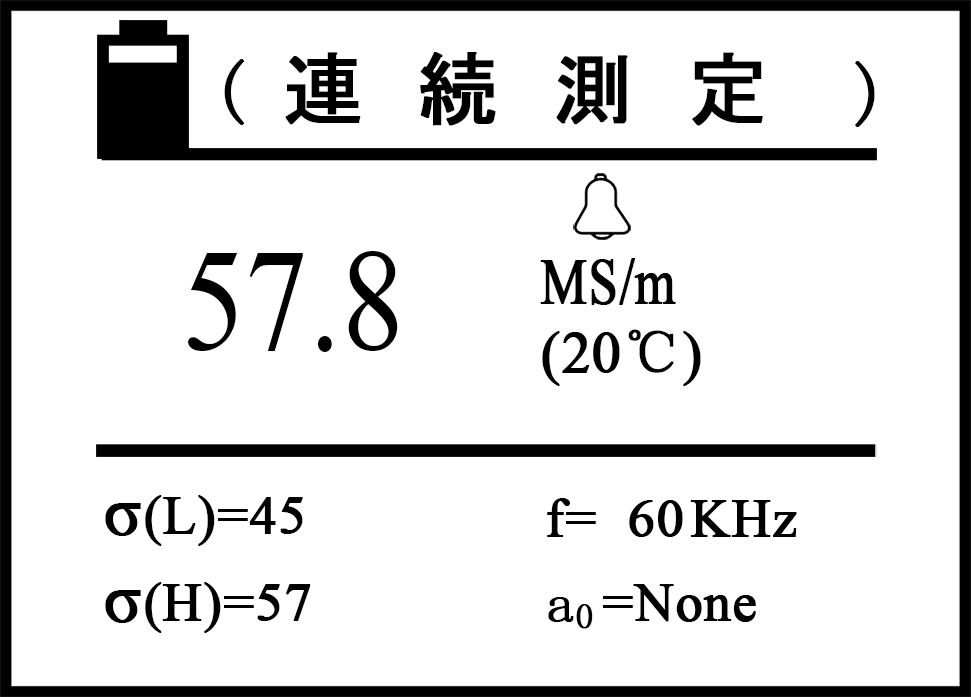 ( 連 続 測 定 )
57.8 MS/m
(20℃)
σ(L)=45 f= 60KHz
σ(H)=57 a₀=None